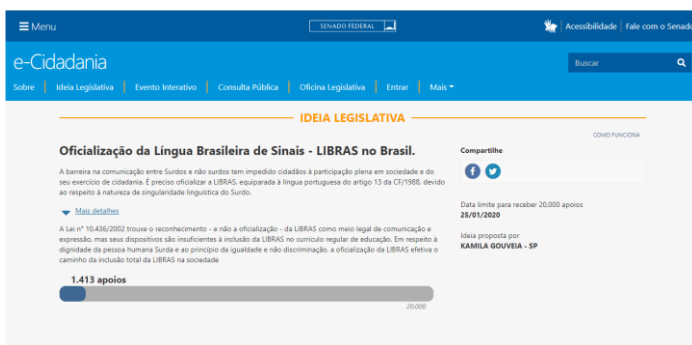 Menu
SENADO FEDERAL
Acessibilidade
Fale com o Senado
e-Cidadania
Buscar
Sobre
Ideia Legislativa
Evento Interativo
Consulta Pública
Oficina Legislativa
Entrar
Mais
IDEIA LEGISLATIVA
COMO FUNCIONA
Oficialização da Língua Brasileira de Sinais - LIBRAS no Brasil.
A barreira na comunicação entre Surdos e não surdos tem impedido cidadãos à participação plena em sociedade e do
seu exercício de cidadania. É preciso oficializar a LIBRAS, equiparada à língua portuguesa do artigo 13 da CF/1988, devido
ao respeito à natureza de singularidade linguística do Surdo.
Mais detalhes
A Lei nº 10.436/2002 trouxe o reconhecimento - e não a oficialização - da LIBRAS como meio legal de comunicação e
expressão, mas seus dispositivos são insuficientes à inclusão da LIBRAS no currículo regular de educação. Em respeito à
dignidade da pessoa humana Surda e ao princípio da igualdade e não discriminação, a oficialização da LIBRAS efetiva o
caminho da inclusão total da LIBRAS na sociedade
1.413 apoios
20.000
Compartilhe
Data limite para receber 20.000 apoios
25/01/2020
Ideia proposta por
KAMILA GOUVEIA - SP